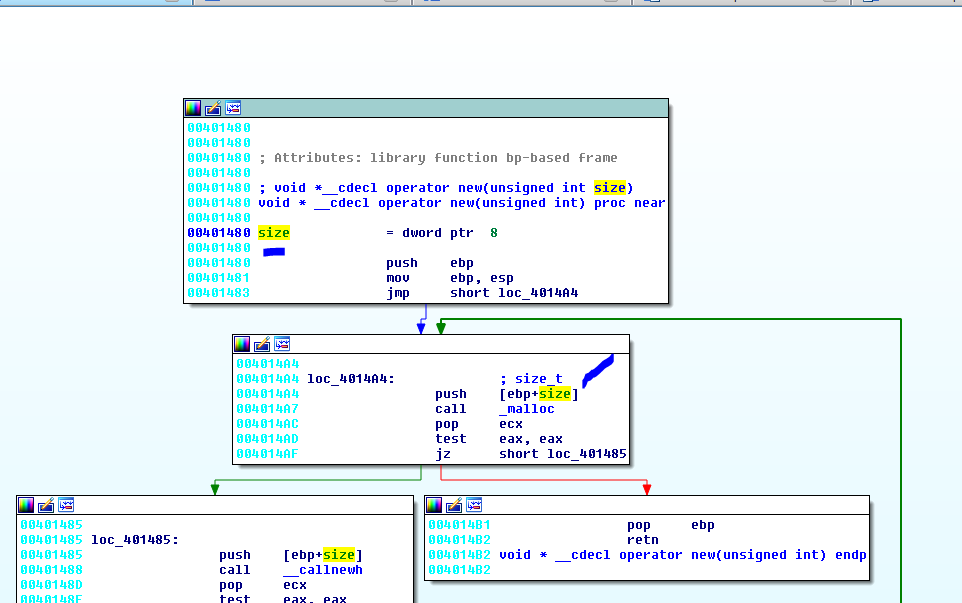 00401480
00401480
00401480 ; Attributes: library function bp-based frame
00401480
00401480 ; void *__cdecl operator new(unsigned int size)
00401480 void * __cdecl operator new(unsigned int) proc near
00401480
00401480 size = dword ptr 8
00401480
00401480 push ebp
00401481 mov ebp, esp
00401483 jmp short loc_4014A4
004014A4
004014A4 loc_4014A4: ; size_t
004014A4 push [ebp+size]
004014A7 call _malloc
004014AC pop ecx
004014AD test eax, eax
004014AF jz short loc_401485
00401485
00401485 loc_401485:
00401485 push [ebp+size]
00401488 call __callnewh
0040148D pop ecx
0040148E test eax, eax
004014B1 pop ebp
004014B2 retn
004014B2 void * __cdecl operator new(unsigned int) endp
004014B2